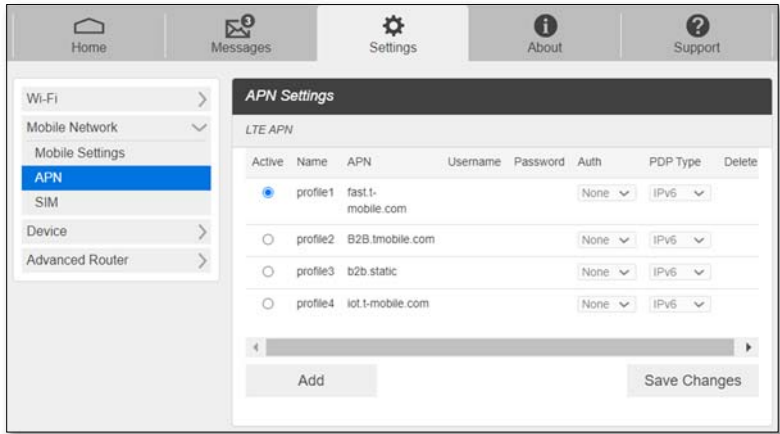 3
Home Messages Settings About Support
Wi-Fi
Mobile Network
Mobile Settings
APN
SIM
Device
Advanced Router
APN Settings
LTE APN
Active Name APN Username Password Auth PDP Type Delete
profile1 fast.t- None IPv6
mobile.com
profile2 B2B.tmobile.com None IPv6
profile3 b2b.static None IPv6
profile4 iot.t-mobile.com None IPv6
Add Save Changes